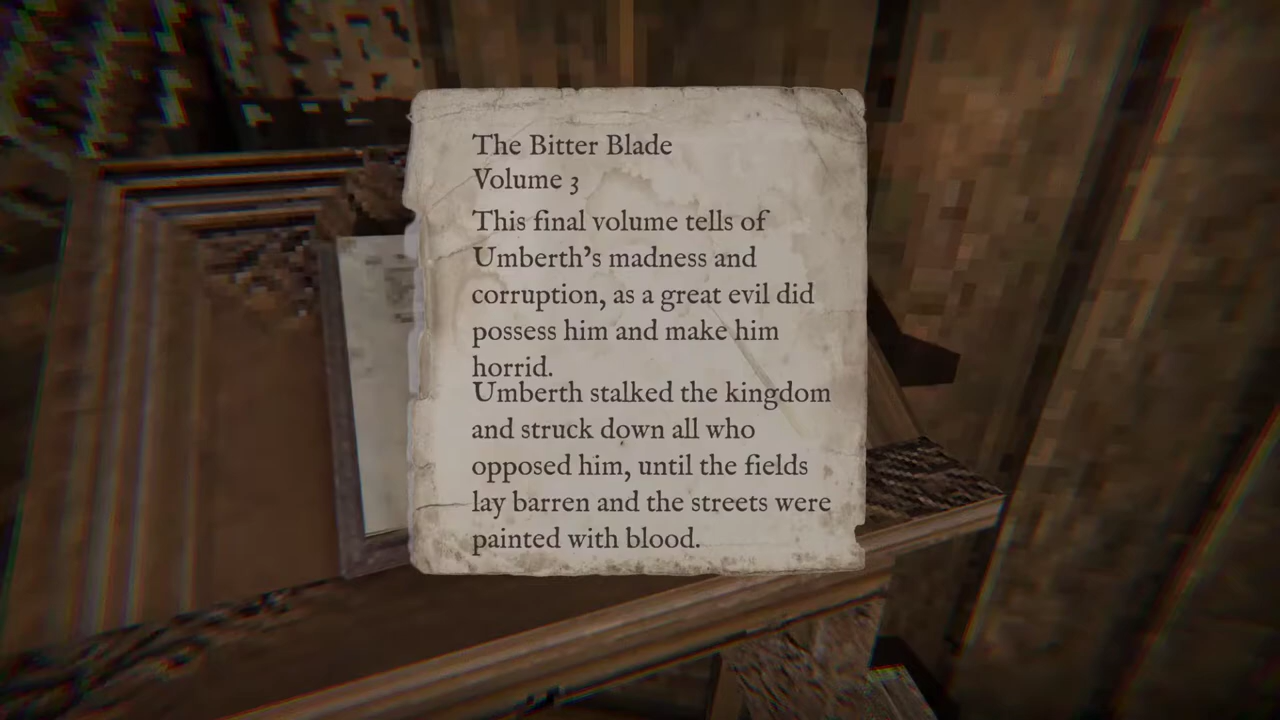 The Bitter Blade
Volume 3
This final volume tells of
Umberth's madness and
corruption, as a great evil did
possess him and make him
horrid.
Umberth stalked the kingdom
and struck down all who
opposed him, until the fields
lay barren and the streets were
painted with blood.